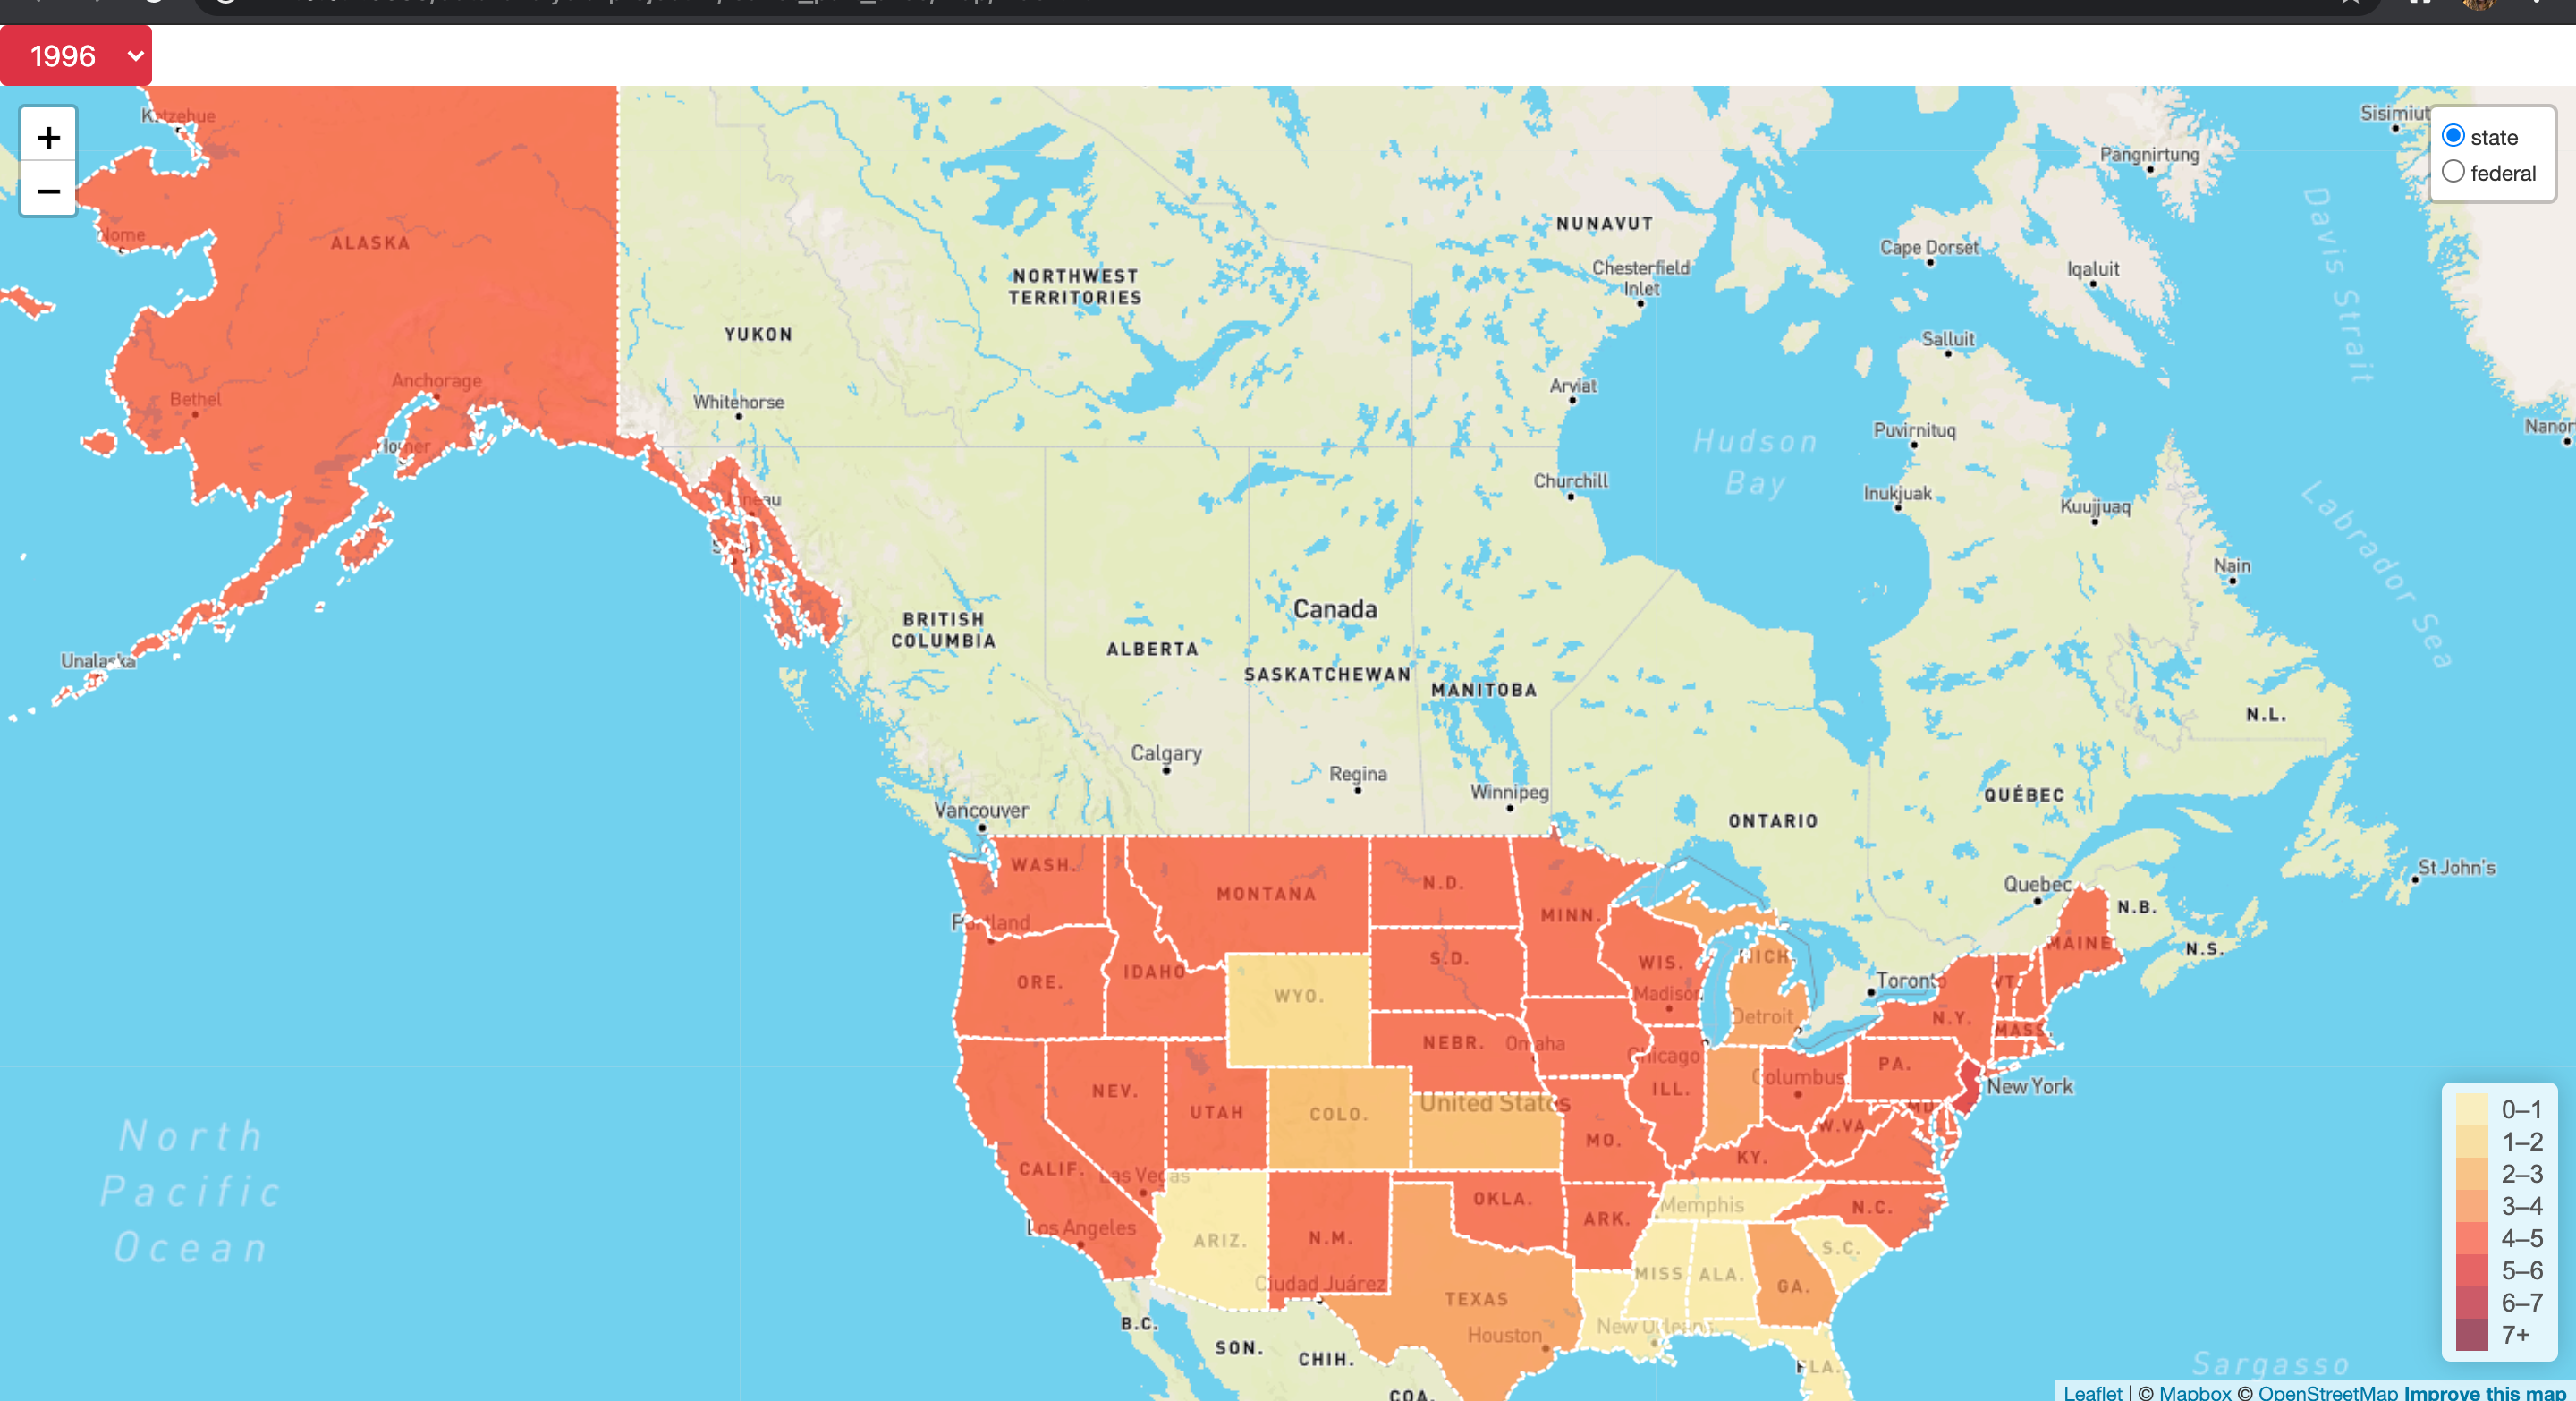 1996
+
−
state
federal
Sisimiut
Pangnirtung
Davis Strait
NUNAVUT
Cape Dorset
Iqaluit
ALASKA
Chesterfield
Inlet
NORTHWEST
TERRITORIES
YUKON
Salluit
Anchorage
Bethel
Whitehorse
Arviat
Puvirnituq
Hudson
Bay
Churchill
Inukjuak
Kuujjuaq
Labrador Sea
Nain
BRITISH
COLUMBIA
Canada
ALBERTA
Unalaska
SASKATCHEWAN
MANITOBA
N.L.
Calgary
Regina
Winnipeg
QUÉBEC
Vancouver
ONTARIO
WASH.
MONTANA
N.D.
St John's
Quebec
N.B.
MINN.
Portland
MAINE
N.S.
S.D.
WIS.
MICH.
IDAHO
ORE.
WYO.
Madison
Toronto
VT.
Detroit
N.Y.
MASS.
NEBR.
Omaha
Chicago
PA.
Columbus
New York
NEV.
ILL.
UTAH
COLO.
United States
MD.
W.VA.
North
Pacific
Ocean
MO.
KY.
CALIF.
Las Vegas
OKLA.
Memphis
N.C.
ARK.
Los Angeles
ARIZ.
N.M.
S.C.
Ciudad Juárez
MISS
ALA.
GA.
TEXAS
B.C.
Houston
New Orleans
SON.
CHIH.
FLA.
COA.
Sargasso
0–1
1–2
2–3
3–4
4–5
5–6
6–7
7+
Leaflet | © Mapbox © OpenStreetMap Improve this map